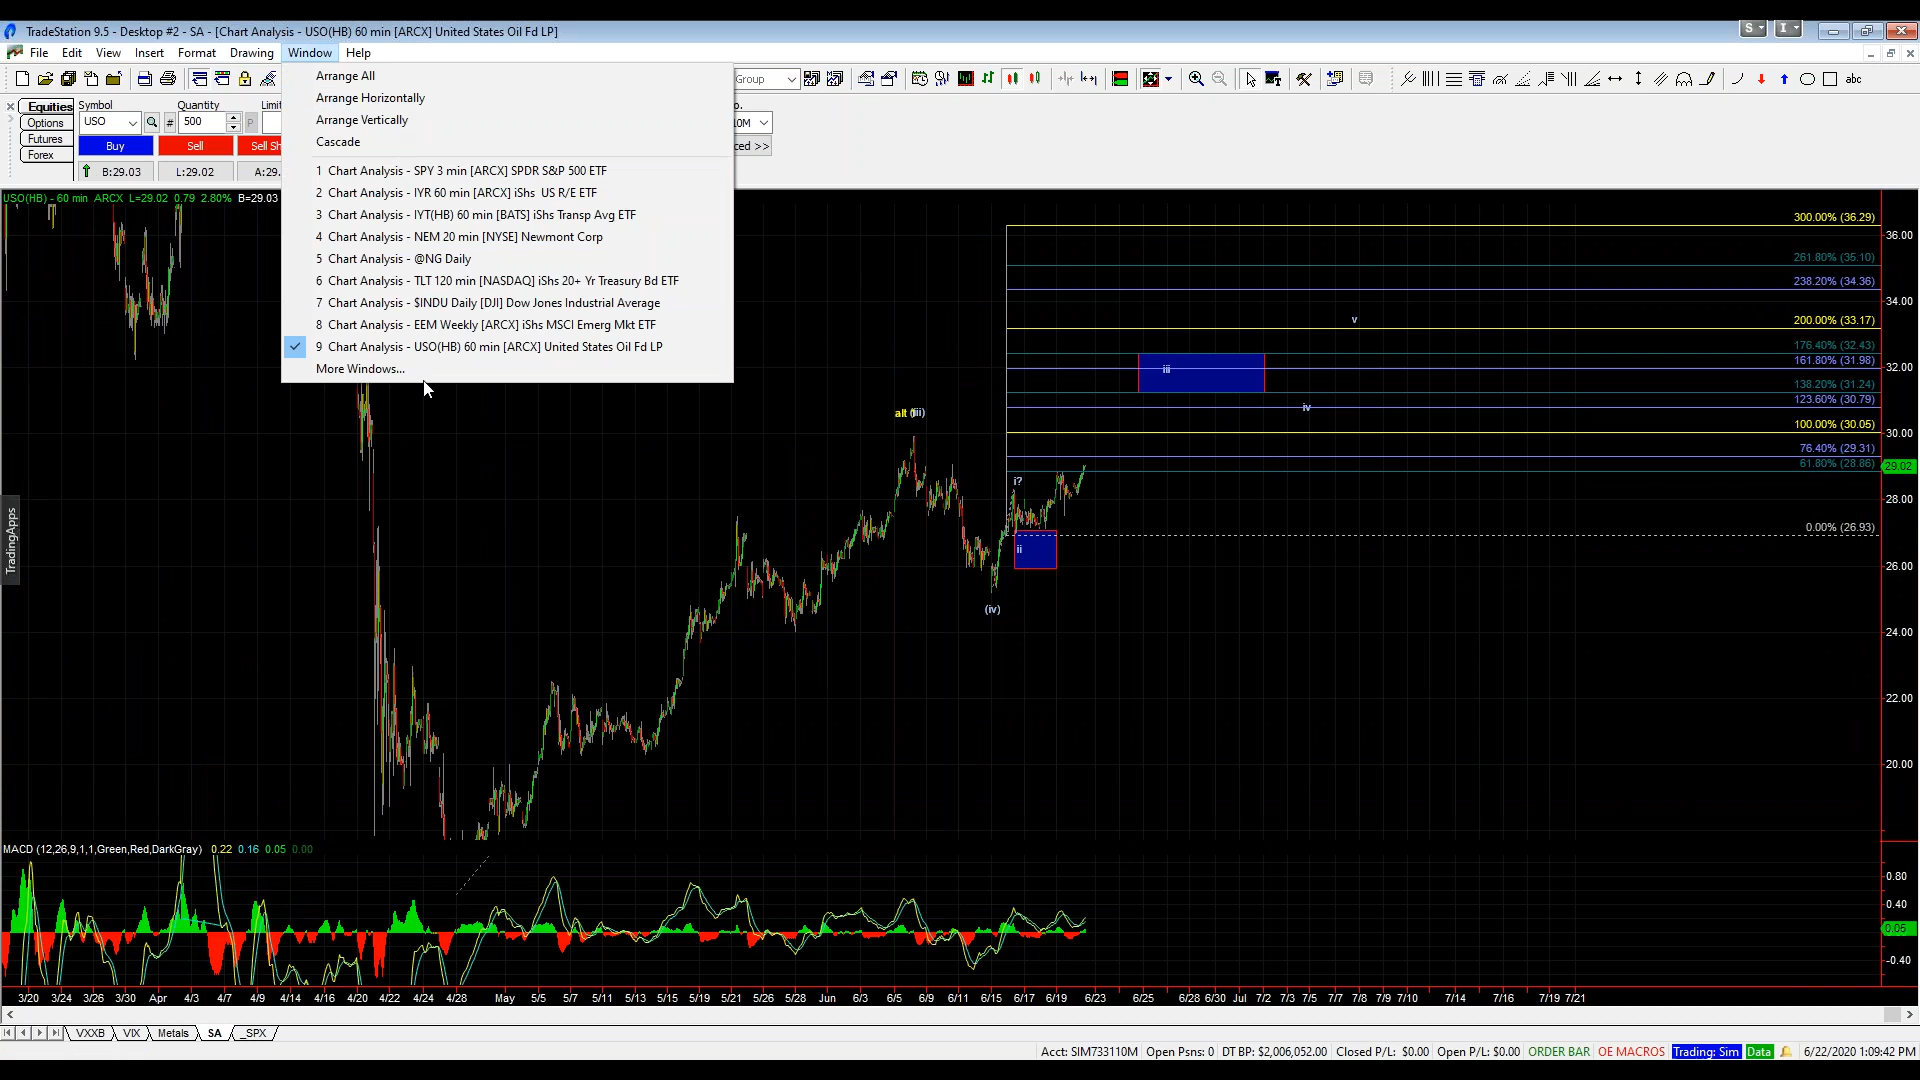 TradeStation 9.5 - Desktop #2 - SA - [Chart Analysis - USO(HB) 60 min [ARCX] United States Oil Fd LP]
S
I
File Edit View Insert Format Drawing Window Help
Group
abc
Equities
Options
Futures
Forex
Symbol Quantity
USO # 500 P
Buy Sell
B:29.03 L:29.02
Arrange All
Arrange Horizontally
Arrange Vertically
Cascade
1 Chart Analysis - SPY 3 min [ARCX] SPDR S&P 500 ETF
2 Chart Analysis - IYR 60 min [ARCX] iShs US R/E ETF
3 Chart Analysis - IYT(HB) 60 min [BATS] iShs Transp Avg ETF
4 Chart Analysis - NEM 20 min [NYSE] Newmont Corp
5 Chart Analysis - @NG Daily
6 Chart Analysis - TLT 120 min [NASDAQ] iShs 20+ Yr Treasury Bd ETF
7 Chart Analysis - $INDU Daily [DJI] Dow Jones Industrial Average
8 Chart Analysis - EEM Weekly [ARCX] iShs MSCI Emerg Mkt ETF
9 Chart Analysis - USO(HB) 60 min [ARCX] United States Oil Fd LP
More Windows...
USO(HB) - 60 min ARCX L=29.02 0.79 2.80% B=29.03
TradingApps
300.00% (36.29)
261.80% (35.10)
238.20% (34.36)
200.00% (33.17)
176.40% (32.43)
161.80% (31.98)
138.20% (31.24)
123.60% (30.79)
100.00% (30.05)
76.40% (29.31)
61.80% (28.86)
0.00% (26.93)
36.00
34.00
32.00
30.00
29.02
28.00
26.00
24.00
22.00
20.00
v
iii
iv
alt
i?
ii
(iv)
MACD (12,26,9,1,1,Green,Red,DarkGray) 0.22 0.16 0.05 0.00
0.80
0.40
0.05
-0.40
3/20 3/24 3/26 3/30 Apr 4/3 4/7 4/9 4/14 4/16 4/20 4/22 4/24 4/28 May 5/5 5/7 5/11 5/13 5/15 5/19 5/21 5/26 5/28 Jun 6/3 6/5 6/9 6/11 6/15 6/17 6/19 6/23 6/25 6/28 6/30 Jul 7/2 7/3 7/5 7/7 7/8 7/9 7/10 7/14 7/16 7/19 7/21
VXXB VIX Metals SA _SPX
Acct: SIM733110M Open Psns: 0 DT BP: $2,006,052.00 Closed P/L: $0.00 Open P/L: $0.00 ORDER BAR OE MACROS Trading: Sim Data 6/22/2020 1:09:42 PM